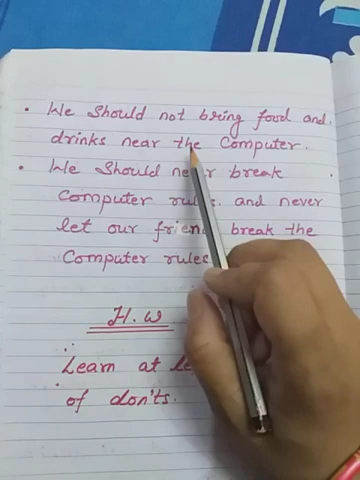 • We should not bring food and
drinks near the Computer.
• We should never break
Computer rules and never
let our friend break the
Computer rules
H.W
Learn at
of don'ts.